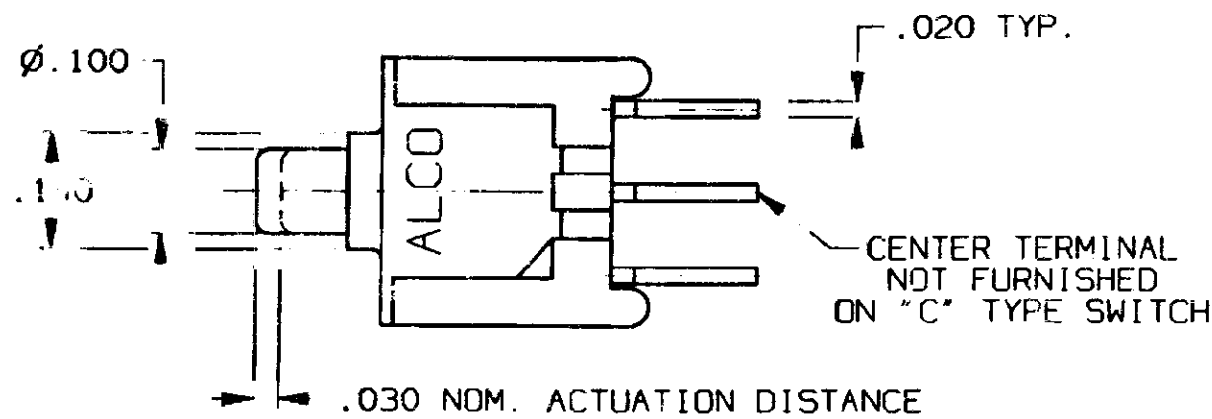 .020 TYP.
Ø.100
ALCO
CENTER TERMINAL
NOT FURNISHED
ON "C" TYPE SWITCH
.030 NOM. ACTUATION DISTANCE